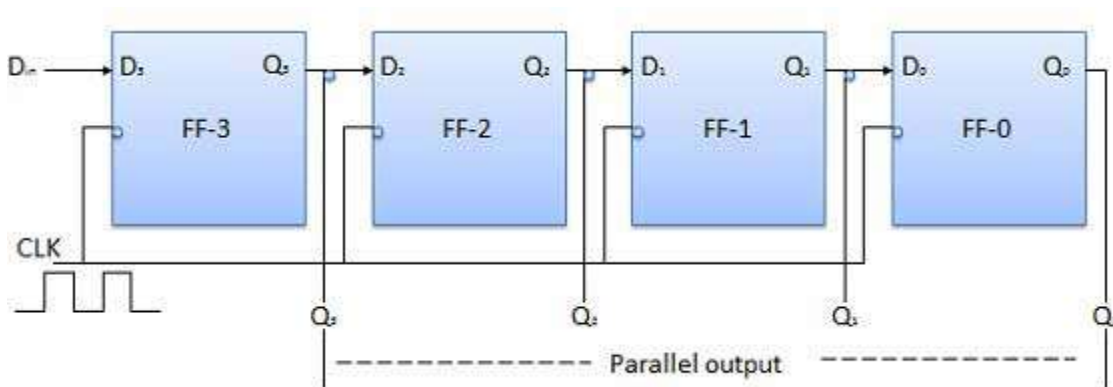 Dᵢₙ D₃ Q₃ D₂ Q₂ D₁ Q₁ D₀ Q₀
FF-3 FF-2 FF-1 FF-0
CLK
Q₃ Q₂ Q₁ Q
Parallel output